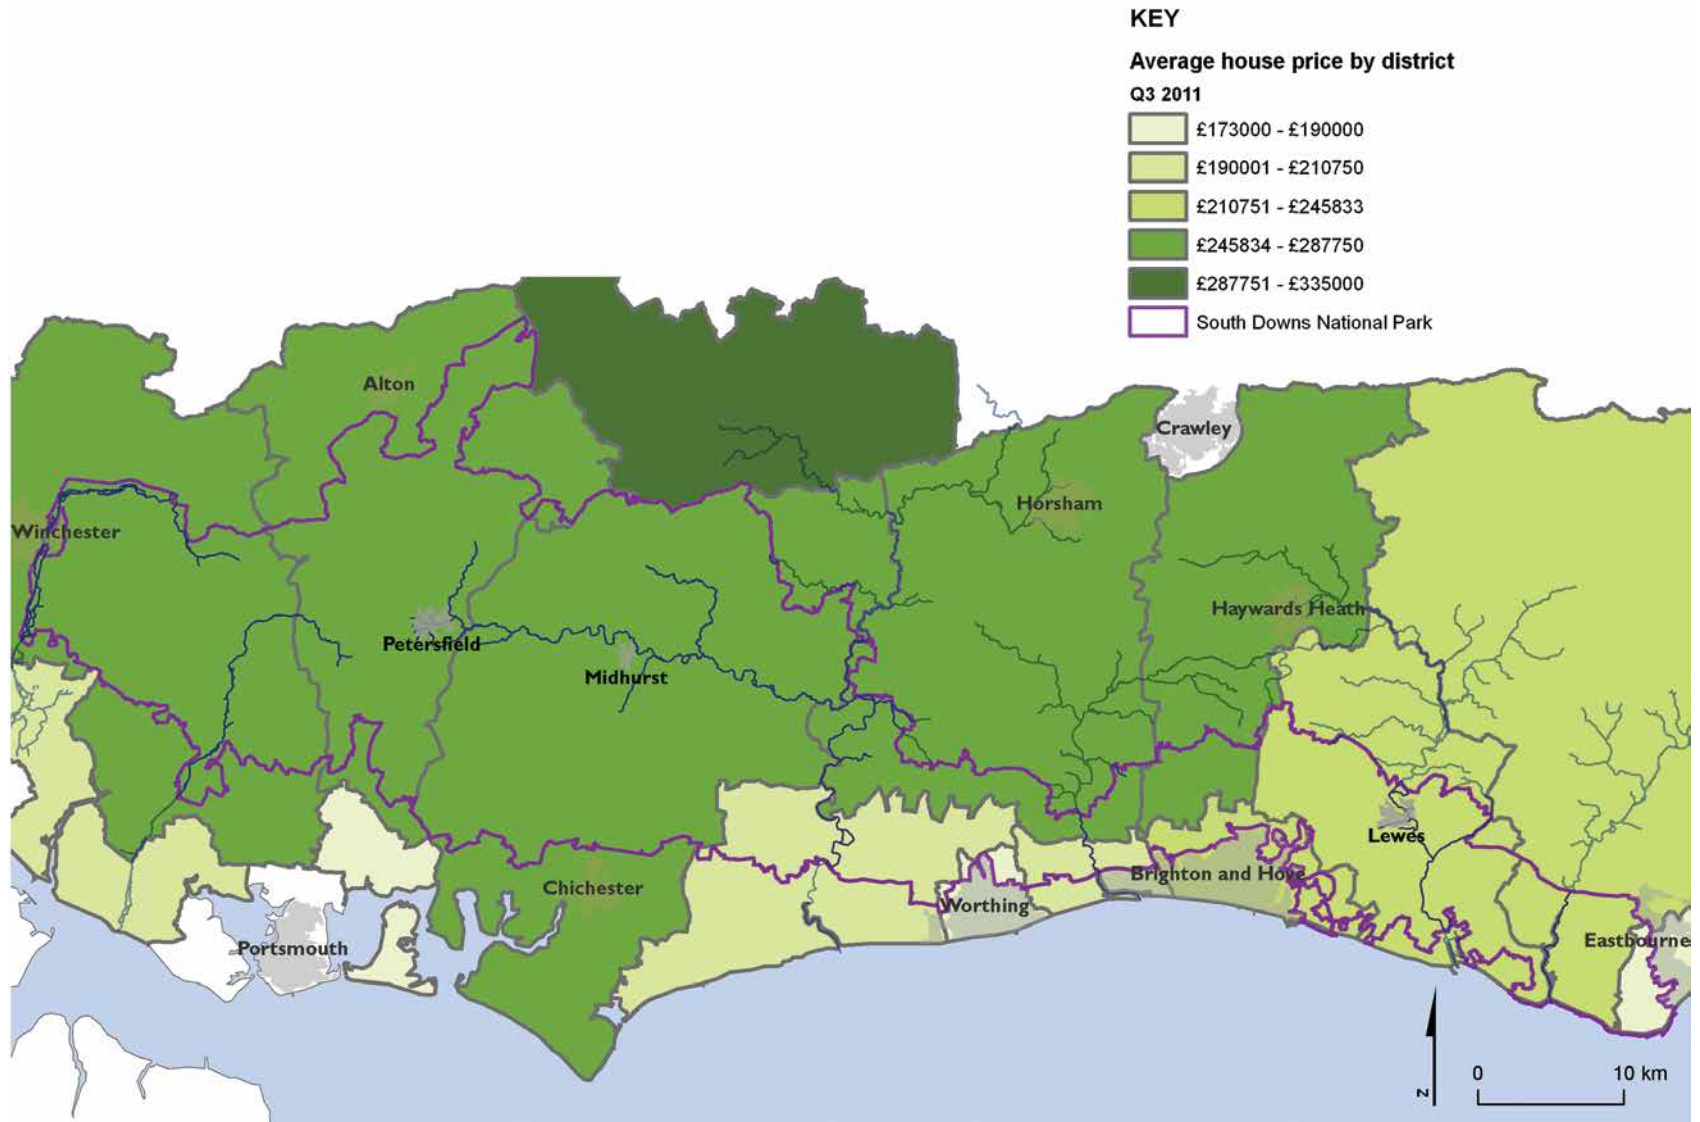 KEY
Average house price by district
Q3 2011
£173000 - £190000
£190001 - £210750
£210751 - £245833
£245834 - £287750
£287751 - £335000
South Downs National Park
Alton
Crawley
Horsham
Winchester
Haywards Heath
Petersfield
Midhurst
Lewes
Brighton and Hove
Chichester
Worthing
Eastbourne
Portsmouth
0 10 km
N